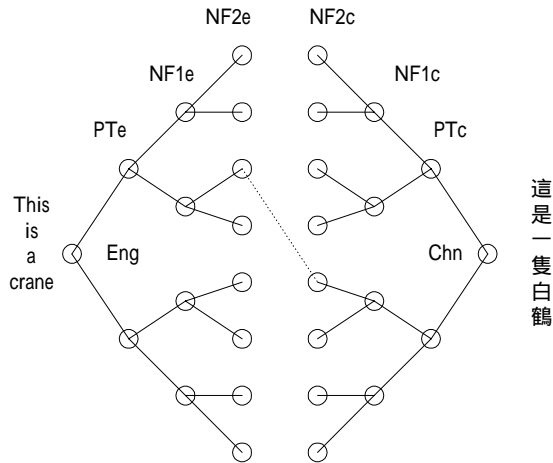 NF2e NF2c
NF1e NF1c
PTe PTc
This
is
a
crane
Eng Chn
這
是
一
隻
白
鶴